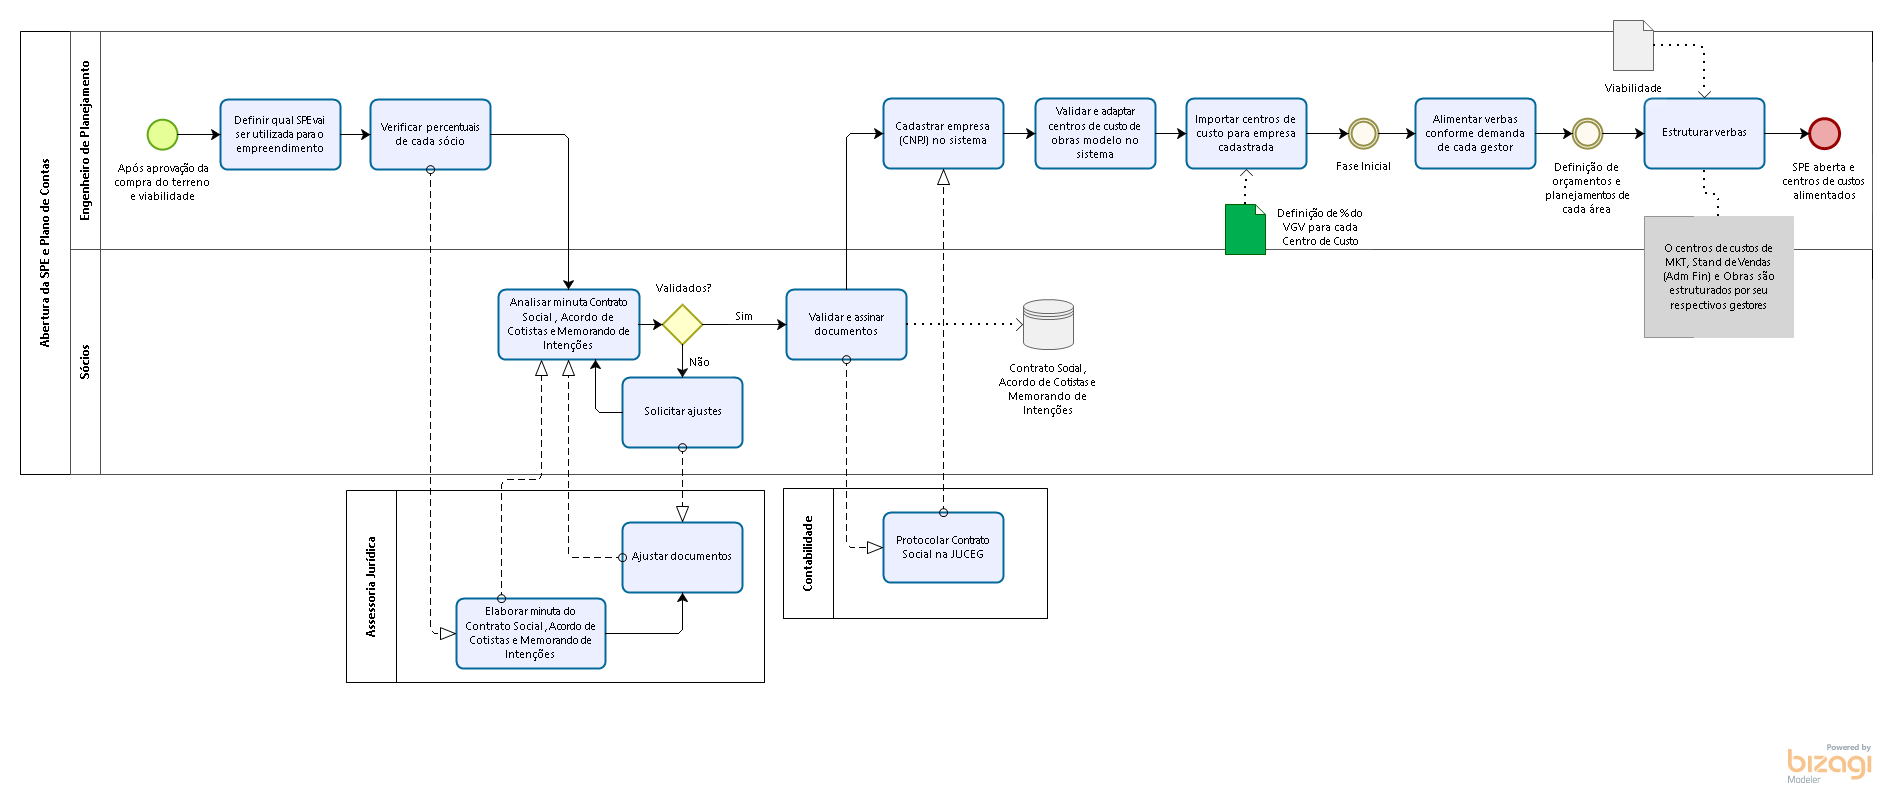 Abertura da SPE e Plano de Contas
Engenheiro de Planejamento
Após aprovação da
compra do terreno
e viabilidade
Definir qual SPE vai
ser utilizada para o
empreendimento
Verificar percentuais
de cada sócio
Cadastrar empresa
(CNPJ) no sistema
Validar e adaptar
centros de custo de
obras modelo no
sistema
Importar centros de
custo para empresa
cadastrada
Definição de % do
VGV para cada
Centro de Custo
Fase Inicial
Alimentar verbas
conforme demanda
de cada gestor
Definição de
orçamentos e
planejamentos de
cada área
Viabilidade
Estruturar verbas
SPE aberta e
centros de custos
alimentados
O centros de custos de
MKT, Stand de Vendas
(Adm Fin) e Obras são
estruturados por seu
respectivos gestores
Sócios
Analisar minuta Contrato
Social , Acordo de
Cotistas e Memorando de
Intenções
Validados?
Sim
Não
Solicitar ajustes
Validar e assinar
documentos
Contrato Social ,
Acordo de Cotistas e
Memorando de
Intenções
Assessoria Jurídica
Ajustar documentos
Elaborar minuta do
Contrato Social , Acordo de
Cotistas e Memorando de
Intenções
Contabilidade
Protocolar Contrato
Social na JUCEG
Powered by
bizagi
Modeler